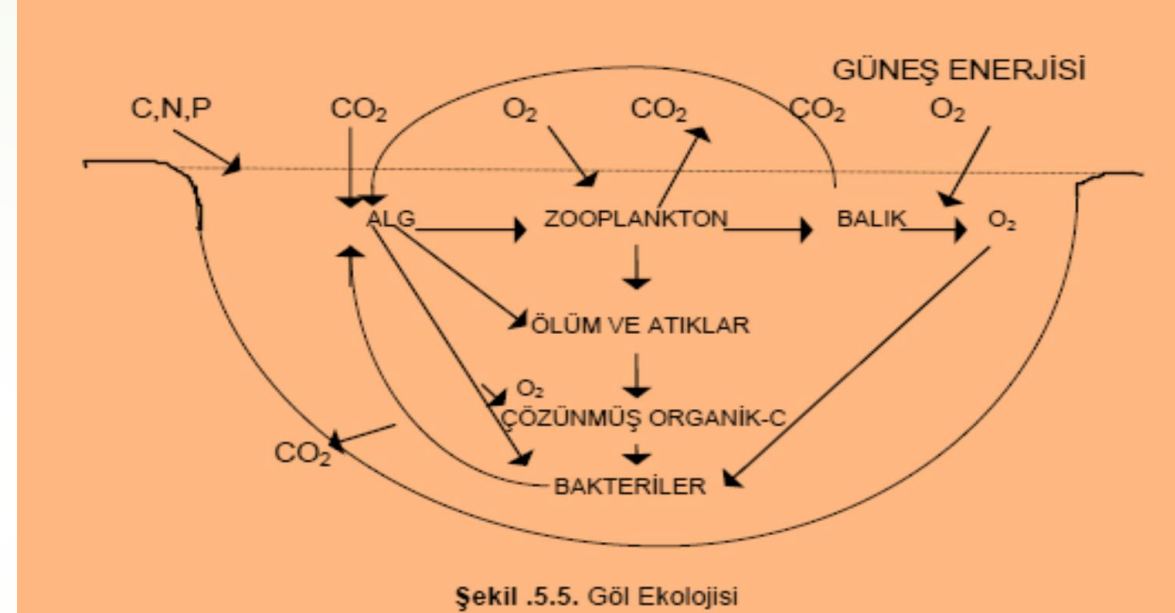 GÜNEŞ ENERJİSİ
C,N,P CO₂ O₂ CO₂ CO₂ O₂
ALG ZOOPLANKTON BALIK O₂
ÖLÜM VE ATIKLAR
O₂
ÇÖZÜNMÜŞ ORGANİK-C
CO₂
BAKTERİLER
Şekil .5.5. Göl Ekolojisi